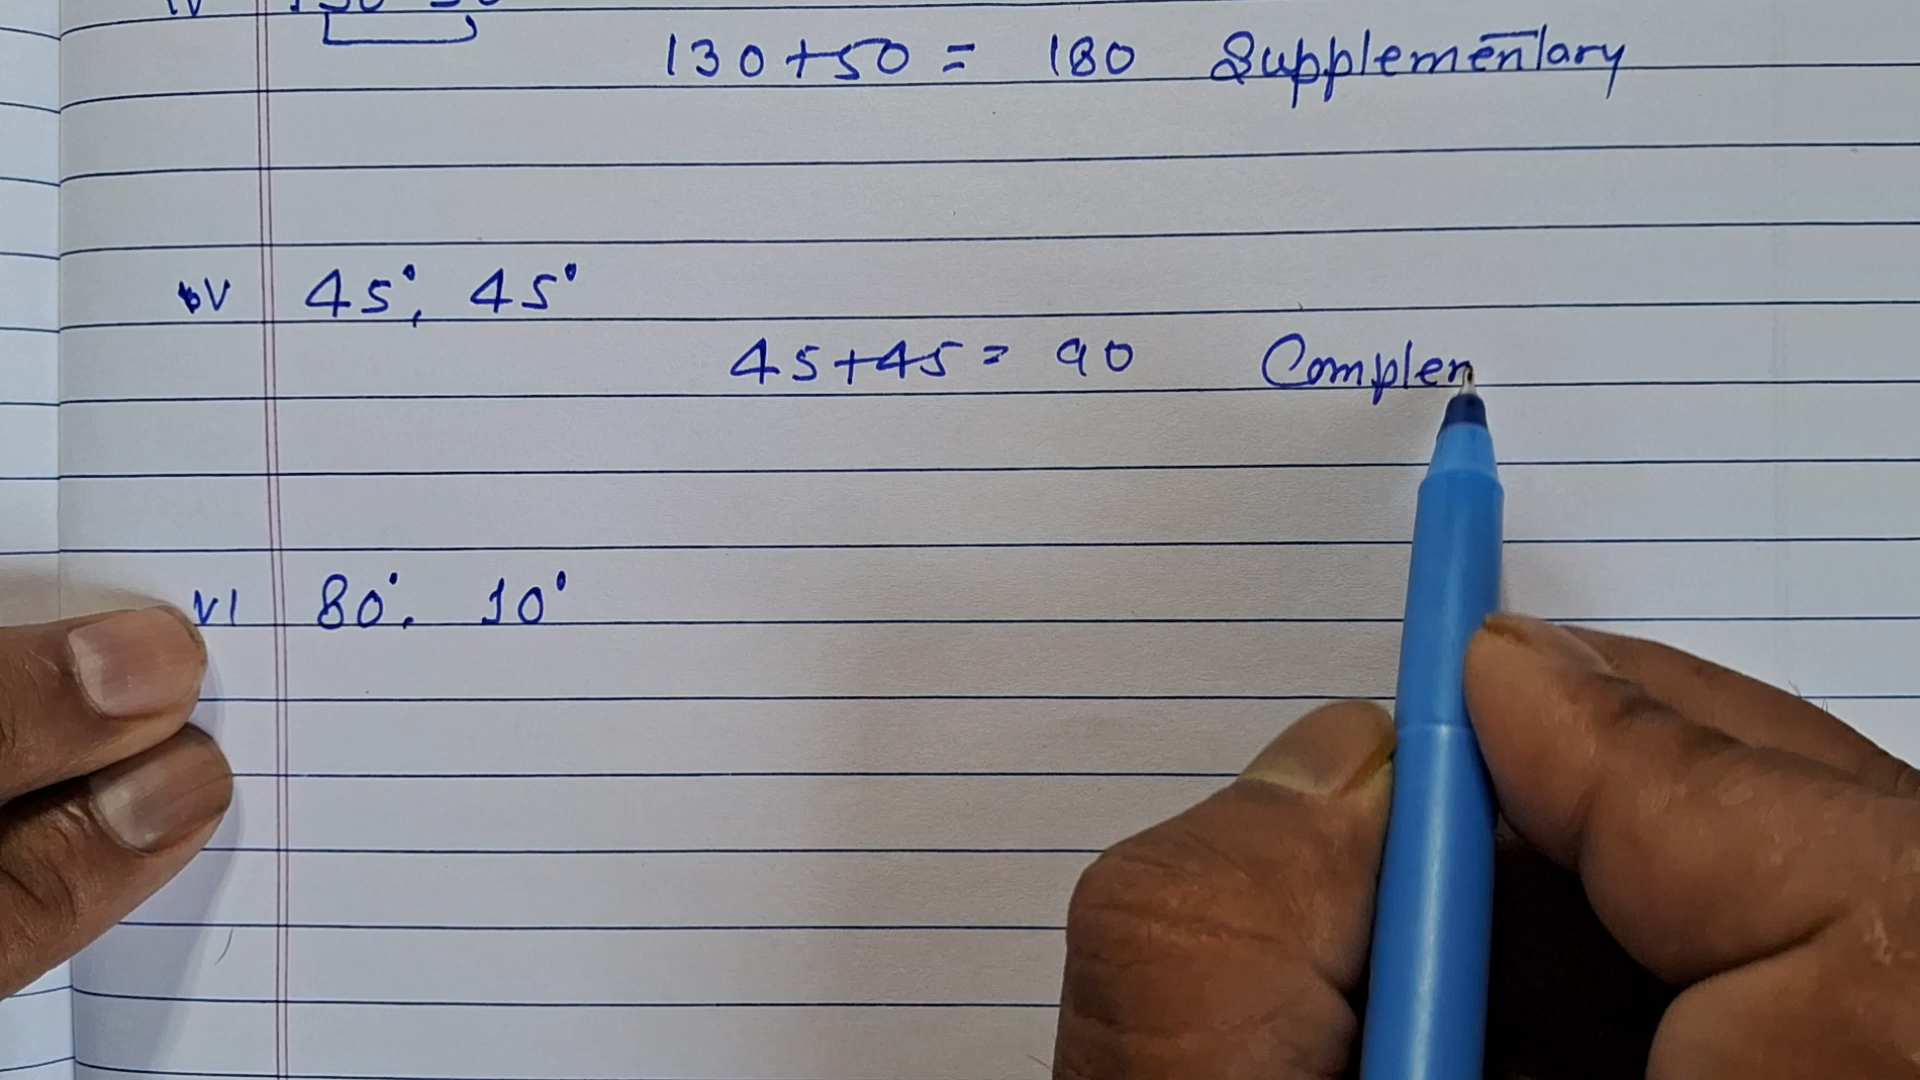 130+50 = 180 Supplementary
V 45°, 45°
45+45= 90 Complem
VI 80°, 10°